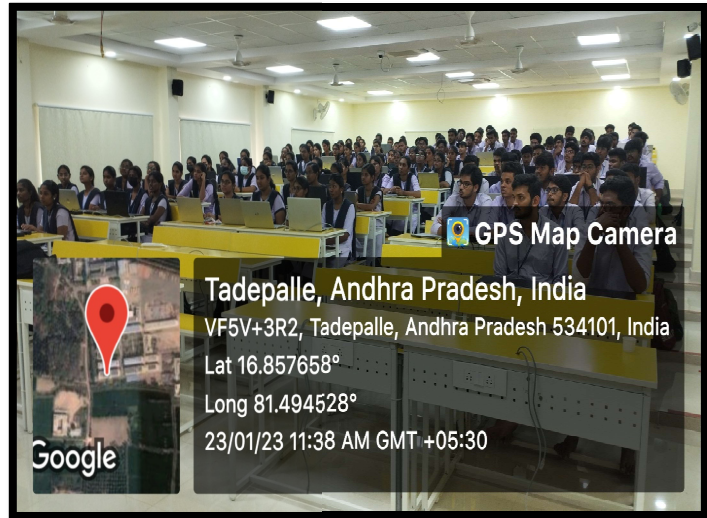 GPS Map Camera
Tadepalle, Andhra Pradesh, India
VF5V+3R2, Tadepalle, Andhra Pradesh 534101, India
Lat 16.857658°
Long 81.494528°
23/01/23 11:38 AM GMT +05:30
Google